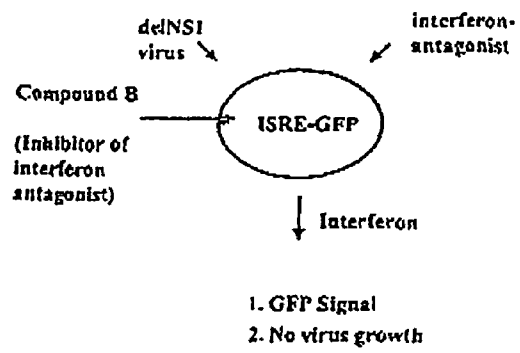 delNS1
virus
interferon-
antagonist
Compound B
(Inhibitor of
interferon
antagonist)
ISRE-GFP
Interferon
1. GFP Signal
2. No virus growth